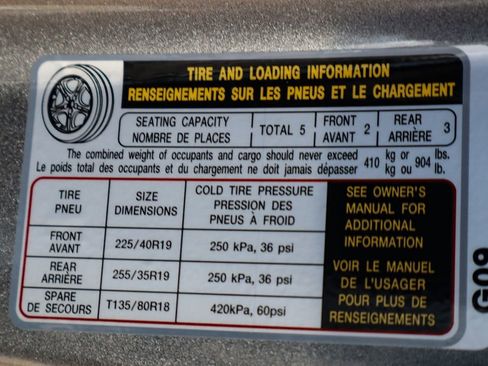 TIRE AND LOADING INFORMATION
RENSEIGNEMENTS SUR LES PNEUS ET LE CHARGEMENT
SEATING CAPACITY
NOMBRE DE PLACES
TOTAL 5
FRONT
AVANT
2
REAR
ARRIÈRE
3
The combined weight of occupants and cargo should never exceed
Le poids total des occupants et du chargement ne doit jamais dépasser
410
kg or
kg ou
904
lbs.
lb.
TIRE
PNEU
SIZE
DIMENSIONS
COLD TIRE PRESSURE
PRESSION DES
PNEUS À FROID
FRONT
AVANT
225/40R19
250 kPa, 36 psi
REAR
ARRIÈRE
255/35R19
250 kPa, 36 psi
SPARE
DE SECOURS
T135/80R18
420kPa, 60psi
SEE OWNER'S
MANUAL FOR
ADDITIONAL
INFORMATION
VOIR LE MANUEL
DE L'USAGER
POUR PLUS DE
RENSEIGNEMENTS
G09